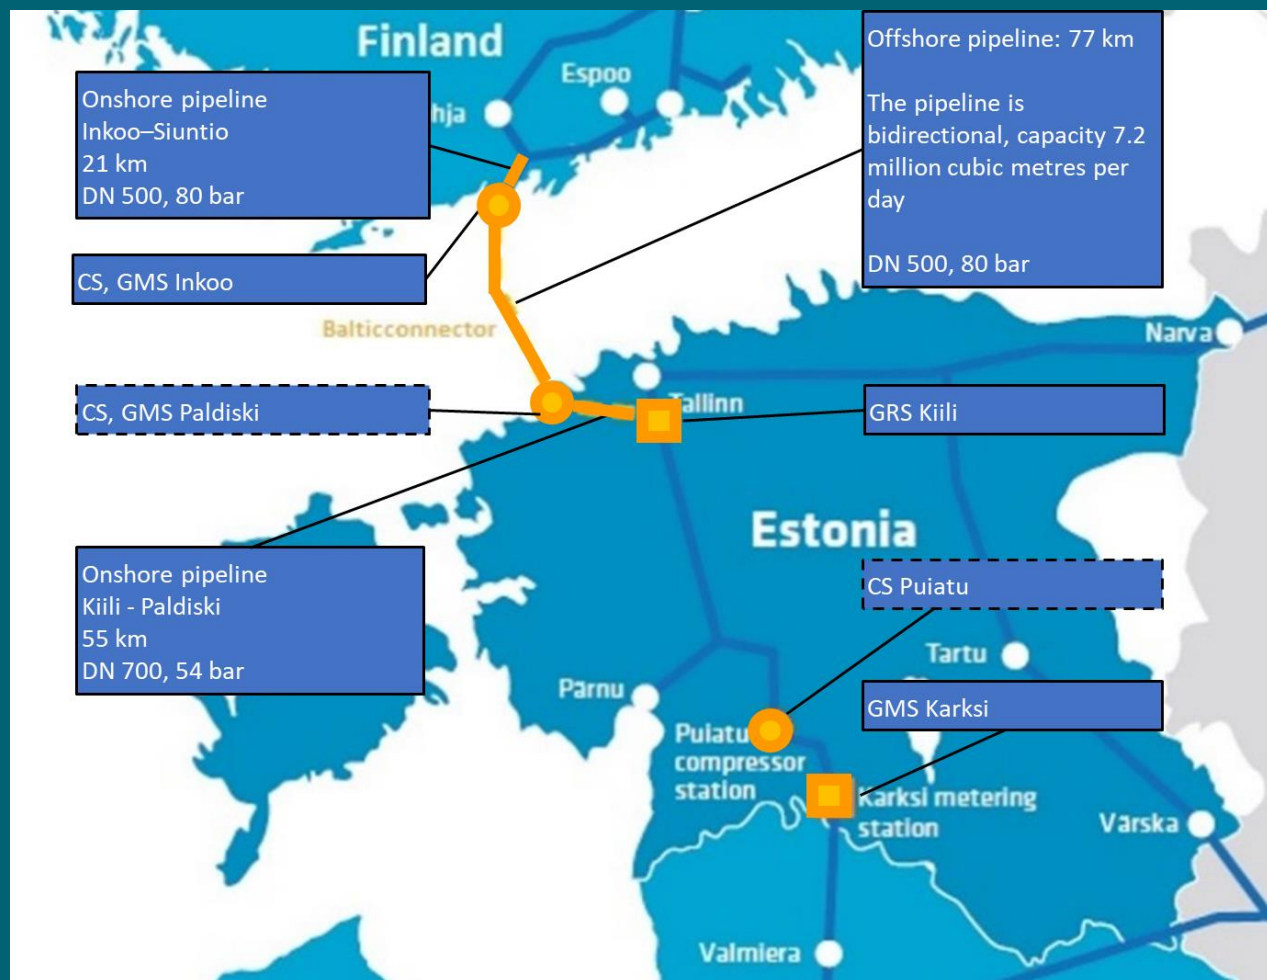 Finland
Espoo
hja
Onshore pipeline
Inkoo–Siuntio
21 km
DN 500, 80 bar
Offshore pipeline: 77 km
The pipeline is
bidirectional, capacity 7.2
million cubic metres per
day
DN 500, 80 bar
CS, GMS Inkoo
Balticconnector
Narva
CS, GMS Paldiski
Tallinn
GRS Kiili
Estonia
Onshore pipeline
Kiili - Paldiski
55 km
DN 700, 54 bar
CS Puiatu
Tartu
Pärnu
GMS Karksi
Puiatu
compressor
station
Karksi metering
station
Värska
Valmiera